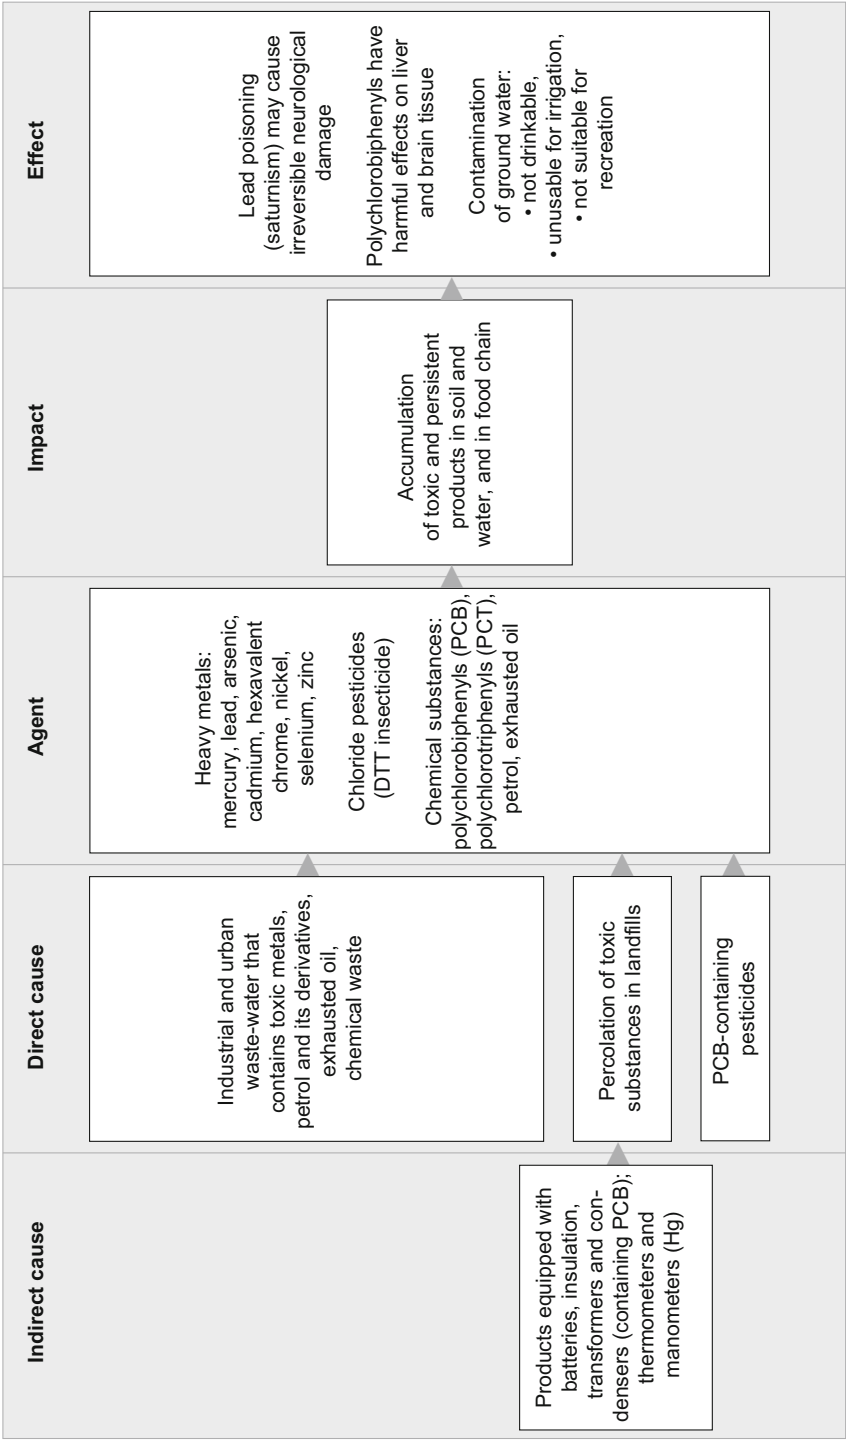 Indirect cause
Products equipped with
batteries, insulation,
transformers and con-
densers (containing PCB);
thermometers and
manometers (Hg)
Direct cause
Industrial and urban
waste-water that
contains toxic metals,
petrol and its derivatives,
exhausted oil,
chemical waste
Percolation of toxic
substances in landfills
PCB-containing
pesticides
Agent
Heavy metals:
mercury, lead, arsenic,
cadmium, hexavalent
chrome, nickel,
selenium, zinc
Chloride pesticides
(DTT insecticide)
Chemical substances:
polychlorobiphenyls (PCB),
polychlorotriphenyls (PCT),
petrol, exhausted oil
Impact
Accumulation
of toxic and persistent
products in soil and
water, and in food chain
Effect
Lead poisoning
(saturnism) may cause
irreversible neurological
damage
Polychlorobiphenyls have
harmful effects on liver
and brain tissue
Contamination
of ground water:
• not drinkable,
• unusable for irrigation,
• not suitable for
recreation